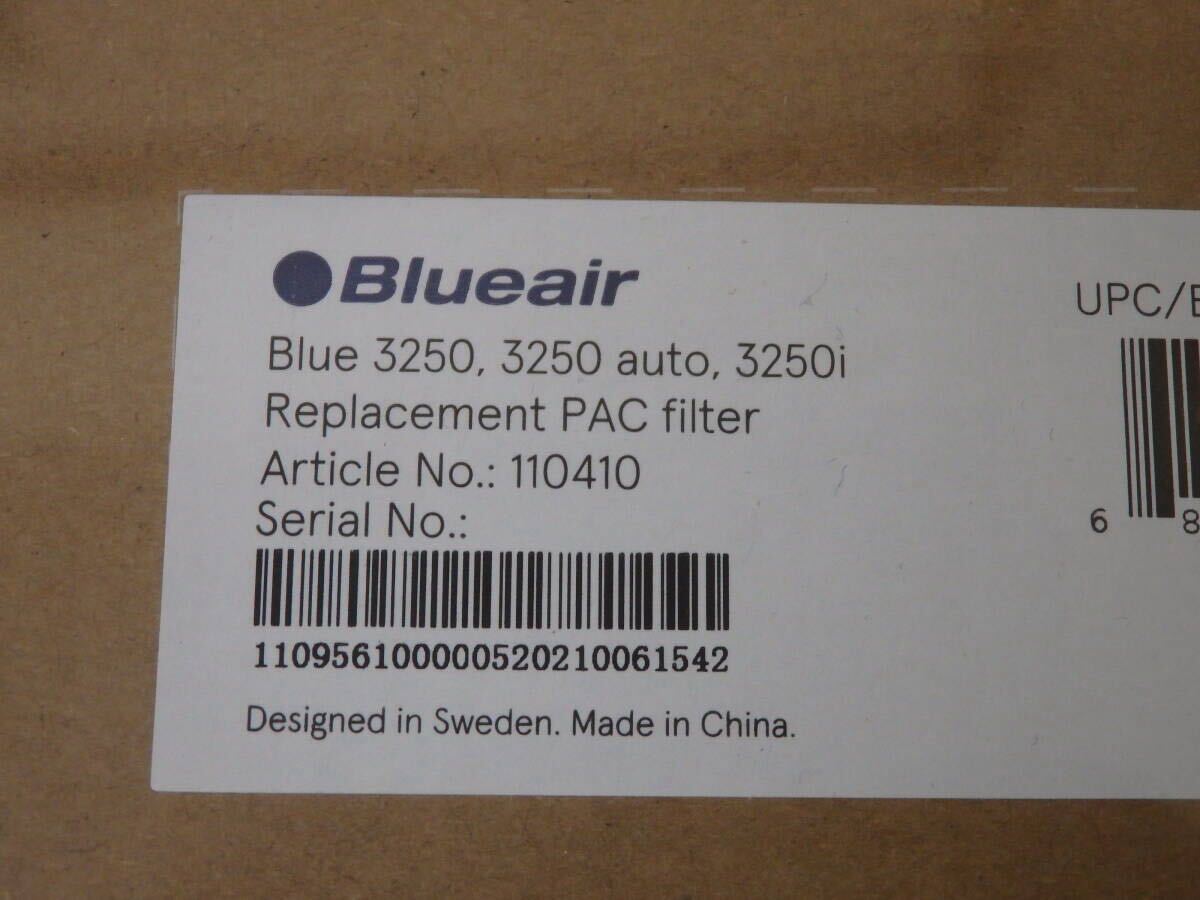 Blueair
Blue 3250, 3250 auto, 3250i
Replacement PAC filter
Article No.: 110410
Serial No.:
110956100000520210061542
Designed in Sweden. Made in China.
UPC/E
6 8